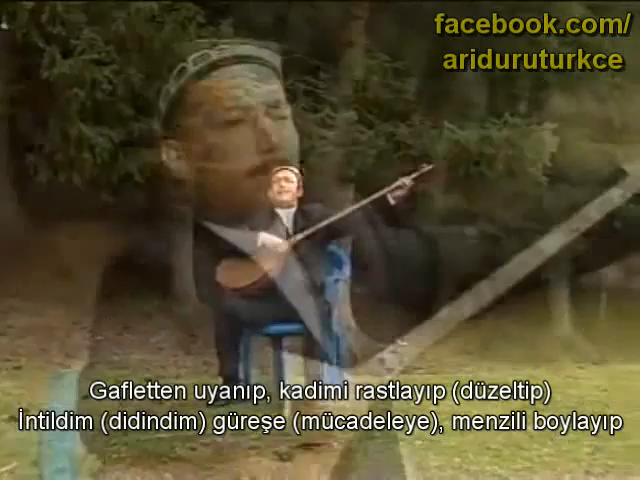 facebook.com/
ariduruturkce
Gafletten uyanıp, kadimi rastlayıp (düzeltip)
İntildim (didindim) güreşe (mücadeleye), menzili boylayıp